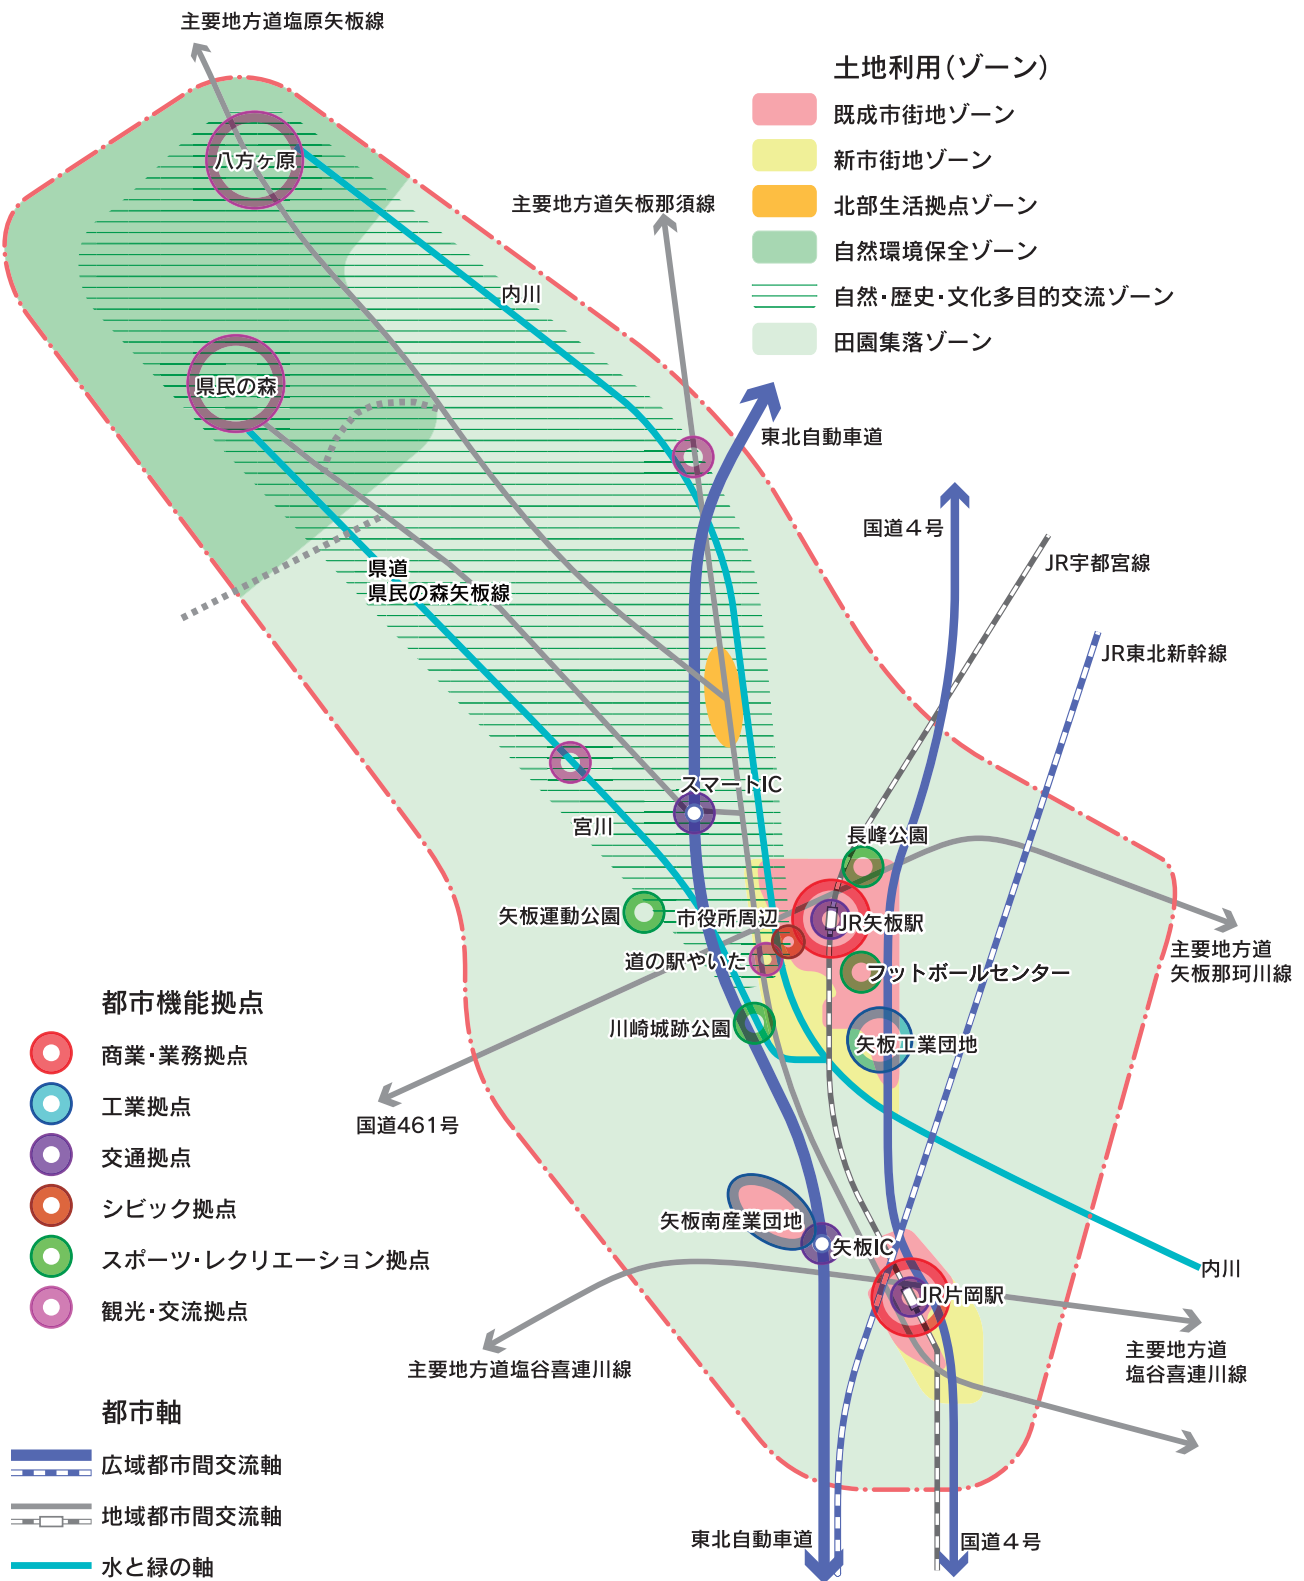 主要地方道塩原矢板線
土地利用(ゾーン)
既成市街地ゾーン
新市街地ゾーン
北部生活拠点ゾーン
自然環境保全ゾーン
自然・歴史・文化多目的交流ゾーン
田園集落ゾーン
八方ヶ原
主要地方道矢板那須線
内川
県民の森
東北自動車道
国道4号
JR宇都宮線
県道
県民の森矢板線
JR東北新幹線
スマートIC
宮川
長峰公園
矢板運動公園
市役所周辺
JR矢板駅
主要地方道
矢板那珂川線
道の駅やいた
フットボールセンター
川崎城跡公園
矢板工業団地
国道461号
都市機能拠点
商業・業務拠点
工業拠点
交通拠点
シビック拠点
スポーツ・レクリエーション拠点
観光・交流拠点
矢板南産業団地
矢板IC
内川
JR片岡駅
主要地方道塩谷喜連川線
主要地方道
塩谷喜連川線
都市軸
広域都市間交流軸
地域都市間交流軸
水と緑の軸
東北自動車道
国道4号